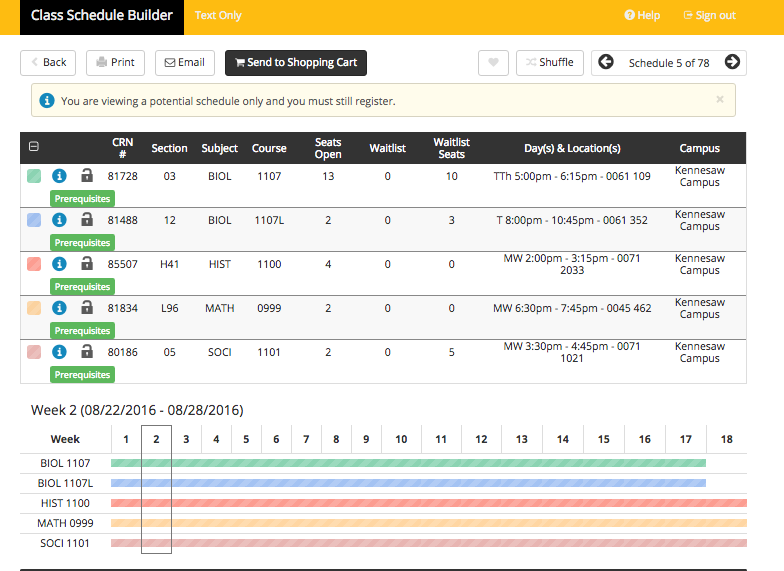 Class Schedule Builder Text Only Help Sign out
Back Print Email Send to Shopping Cart Shuffle Schedule 5 of 78
You are viewing a potential schedule only and you must still register. ×
CRN # Section Subject Course Seats Open Waitlist Waitlist Seats Day(s) & Location(s) Campus
81728 03 BIOL 1107 13 0 10 TTh 5:00pm - 6:15pm - 0061 109 Kennesaw Campus
Prerequisites
81488 12 BIOL 1107L 2 0 3 T 8:00pm - 10:45pm - 0061 352 Kennesaw Campus
Prerequisites
85507 H41 HIST 1100 4 0 0 MW 2:00pm - 3:15pm - 0071 2033 Kennesaw Campus
Prerequisites
81834 L96 MATH 0999 2 0 0 MW 6:30pm - 7:45pm - 0045 462 Kennesaw Campus
Prerequisites
80186 05 SOCI 1101 2 0 5 MW 3:30pm - 4:45pm - 0071 1021 Kennesaw Campus
Prerequisites
Week 2 (08/22/2016 - 08/28/2016)
Week 1 2 3 4 5 6 7 8 9 10 11 12 13 14 15 16 17 18
BIOL 1107
BIOL 1107L
HIST 1100
MATH 0999
SOCI 1101